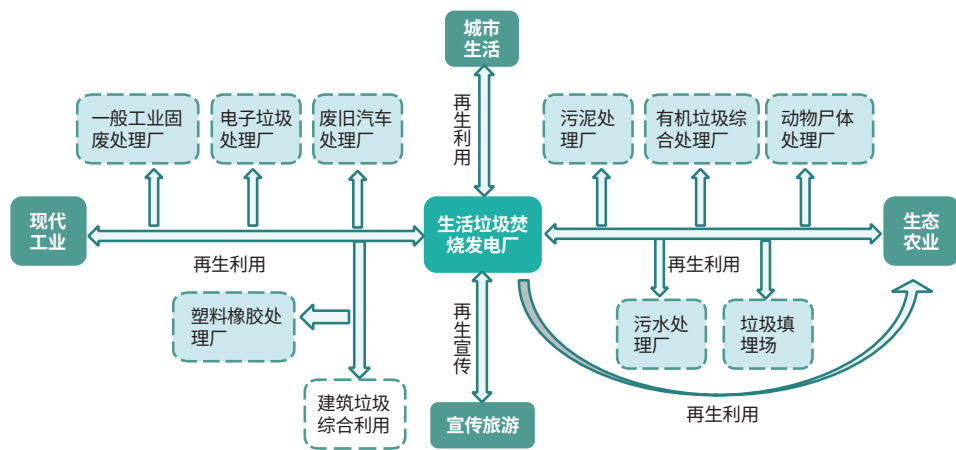 城市
生活
一般工业固
废处理厂
电子垃圾
处理厂
废旧汽车
处理厂
再生利用
污泥处
理厂
有机垃圾综
合处理厂
动物尸体
处理厂
现代
工业
生活垃圾焚
烧发电厂
生态
农业
再生利用
再生利用
塑料橡胶处
理厂
再生宣传
污水处
理厂
垃圾填
埋场
建筑垃圾
综合利用
宣传旅游
再生利用